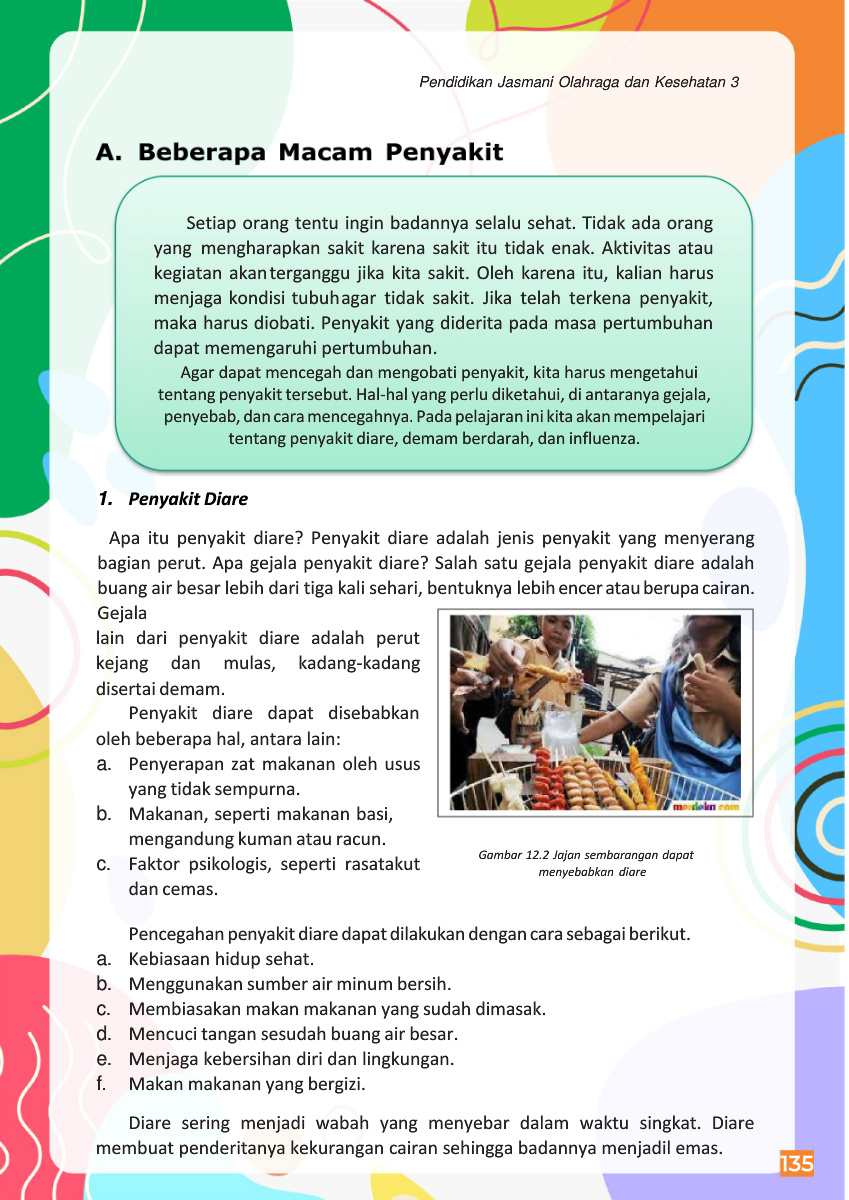 Pendidikan Jasmani Olahraga dan Kesehatan 3
A. Beberapa Macam Penyakit
Setiap orang tentu ingin badannya selalu sehat. Tidak ada orang
yang mengharapkan sakit karena sakit itu tidak enak. Aktivitas atau
kegiatan akan terganggu jika kita sakit. Oleh karena itu, kalian harus
menjaga kondisi tubuh agar tidak sakit. Jika telah terkena penyakit,
maka harus diobati. Penyakit yang diderita pada masa pertumbuhan
dapat memengaruhi pertumbuhan.
Agar dapat mencegah dan mengobati penyakit, kita harus mengetahui
tentang penyakit tersebut. Hal-hal yang perlu diketahui, di antaranya gejala,
penyebab, dan cara mencegahnya. Pada pelajaran ini kita akan mempelajari
tentang penyakit diare, demam berdarah, dan influenza.
1. Penyakit Diare
Apa itu penyakit diare? Penyakit diare adalah jenis penyakit yang menyerang
bagian perut. Apa gejala penyakit diare? Salah satu gejala penyakit diare adalah
buang air besar lebih dari tiga kali sehari, bentuknya lebih encer atau berupa cairan.
Gejala
lain dari penyakit diare adalah perut
kejang dan mulas, kadang-kadang
disertai demam.
Penyakit diare dapat disebabkan
oleh beberapa hal, antara lain:
a. Penyerapan zat makanan oleh usus
yang tidak sempurna.
b. Makanan, seperti makanan basi,
mengandung kuman atau racun.
c. Faktor psikologis, seperti rasatakut
dan cemas.
merdeka.com
Gambar 12.2 Jajan sembarangan dapat
menyebabkan diare
Pencegahan penyakit diare dapat dilakukan dengan cara sebagai berikut.
a. Kebiasaan hidup sehat.
b. Menggunakan sumber air minum bersih.
c. Membiasakan makan makanan yang sudah dimasak.
d. Mencuci tangan sesudah buang air besar.
e. Menjaga kebersihan diri dan lingkungan.
f. Makan makanan yang bergizi.
Diare sering menjadi wabah yang menyebar dalam waktu singkat. Diare
membuat penderitanya kekurangan cairan sehingga badannya menjadil emas.
135